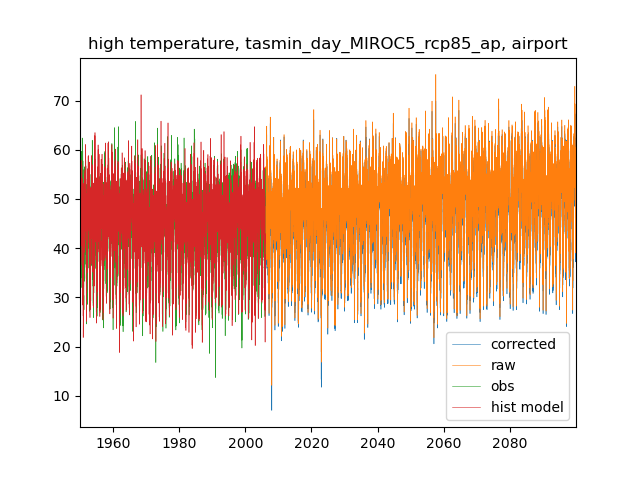 high temperature, tasmin_day_MIROC5_rcp85_ap, airport
70
60
50
40
30
20
10
1960 1980 2000 2020 2040 2060 2080
corrected
raw
obs
hist model